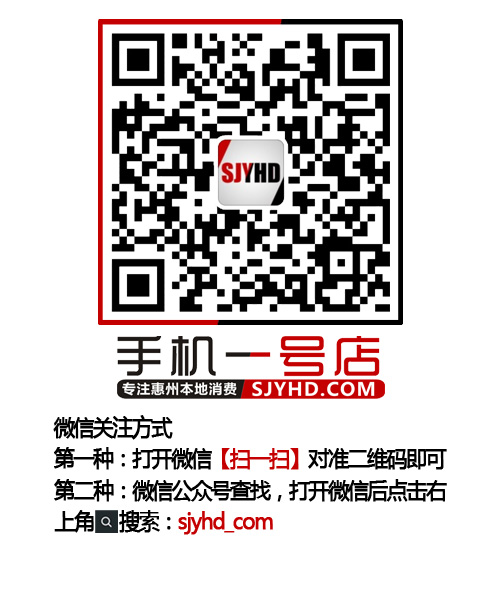 SJYHD
手机一号店
专注惠州本地消费 SJYHD.COM
微信关注方式
第一种：打开微信【扫一扫】对准二维码即可
第二种：微信公众号查找，打开微信后点击右
上角搜索：sjyhd_com